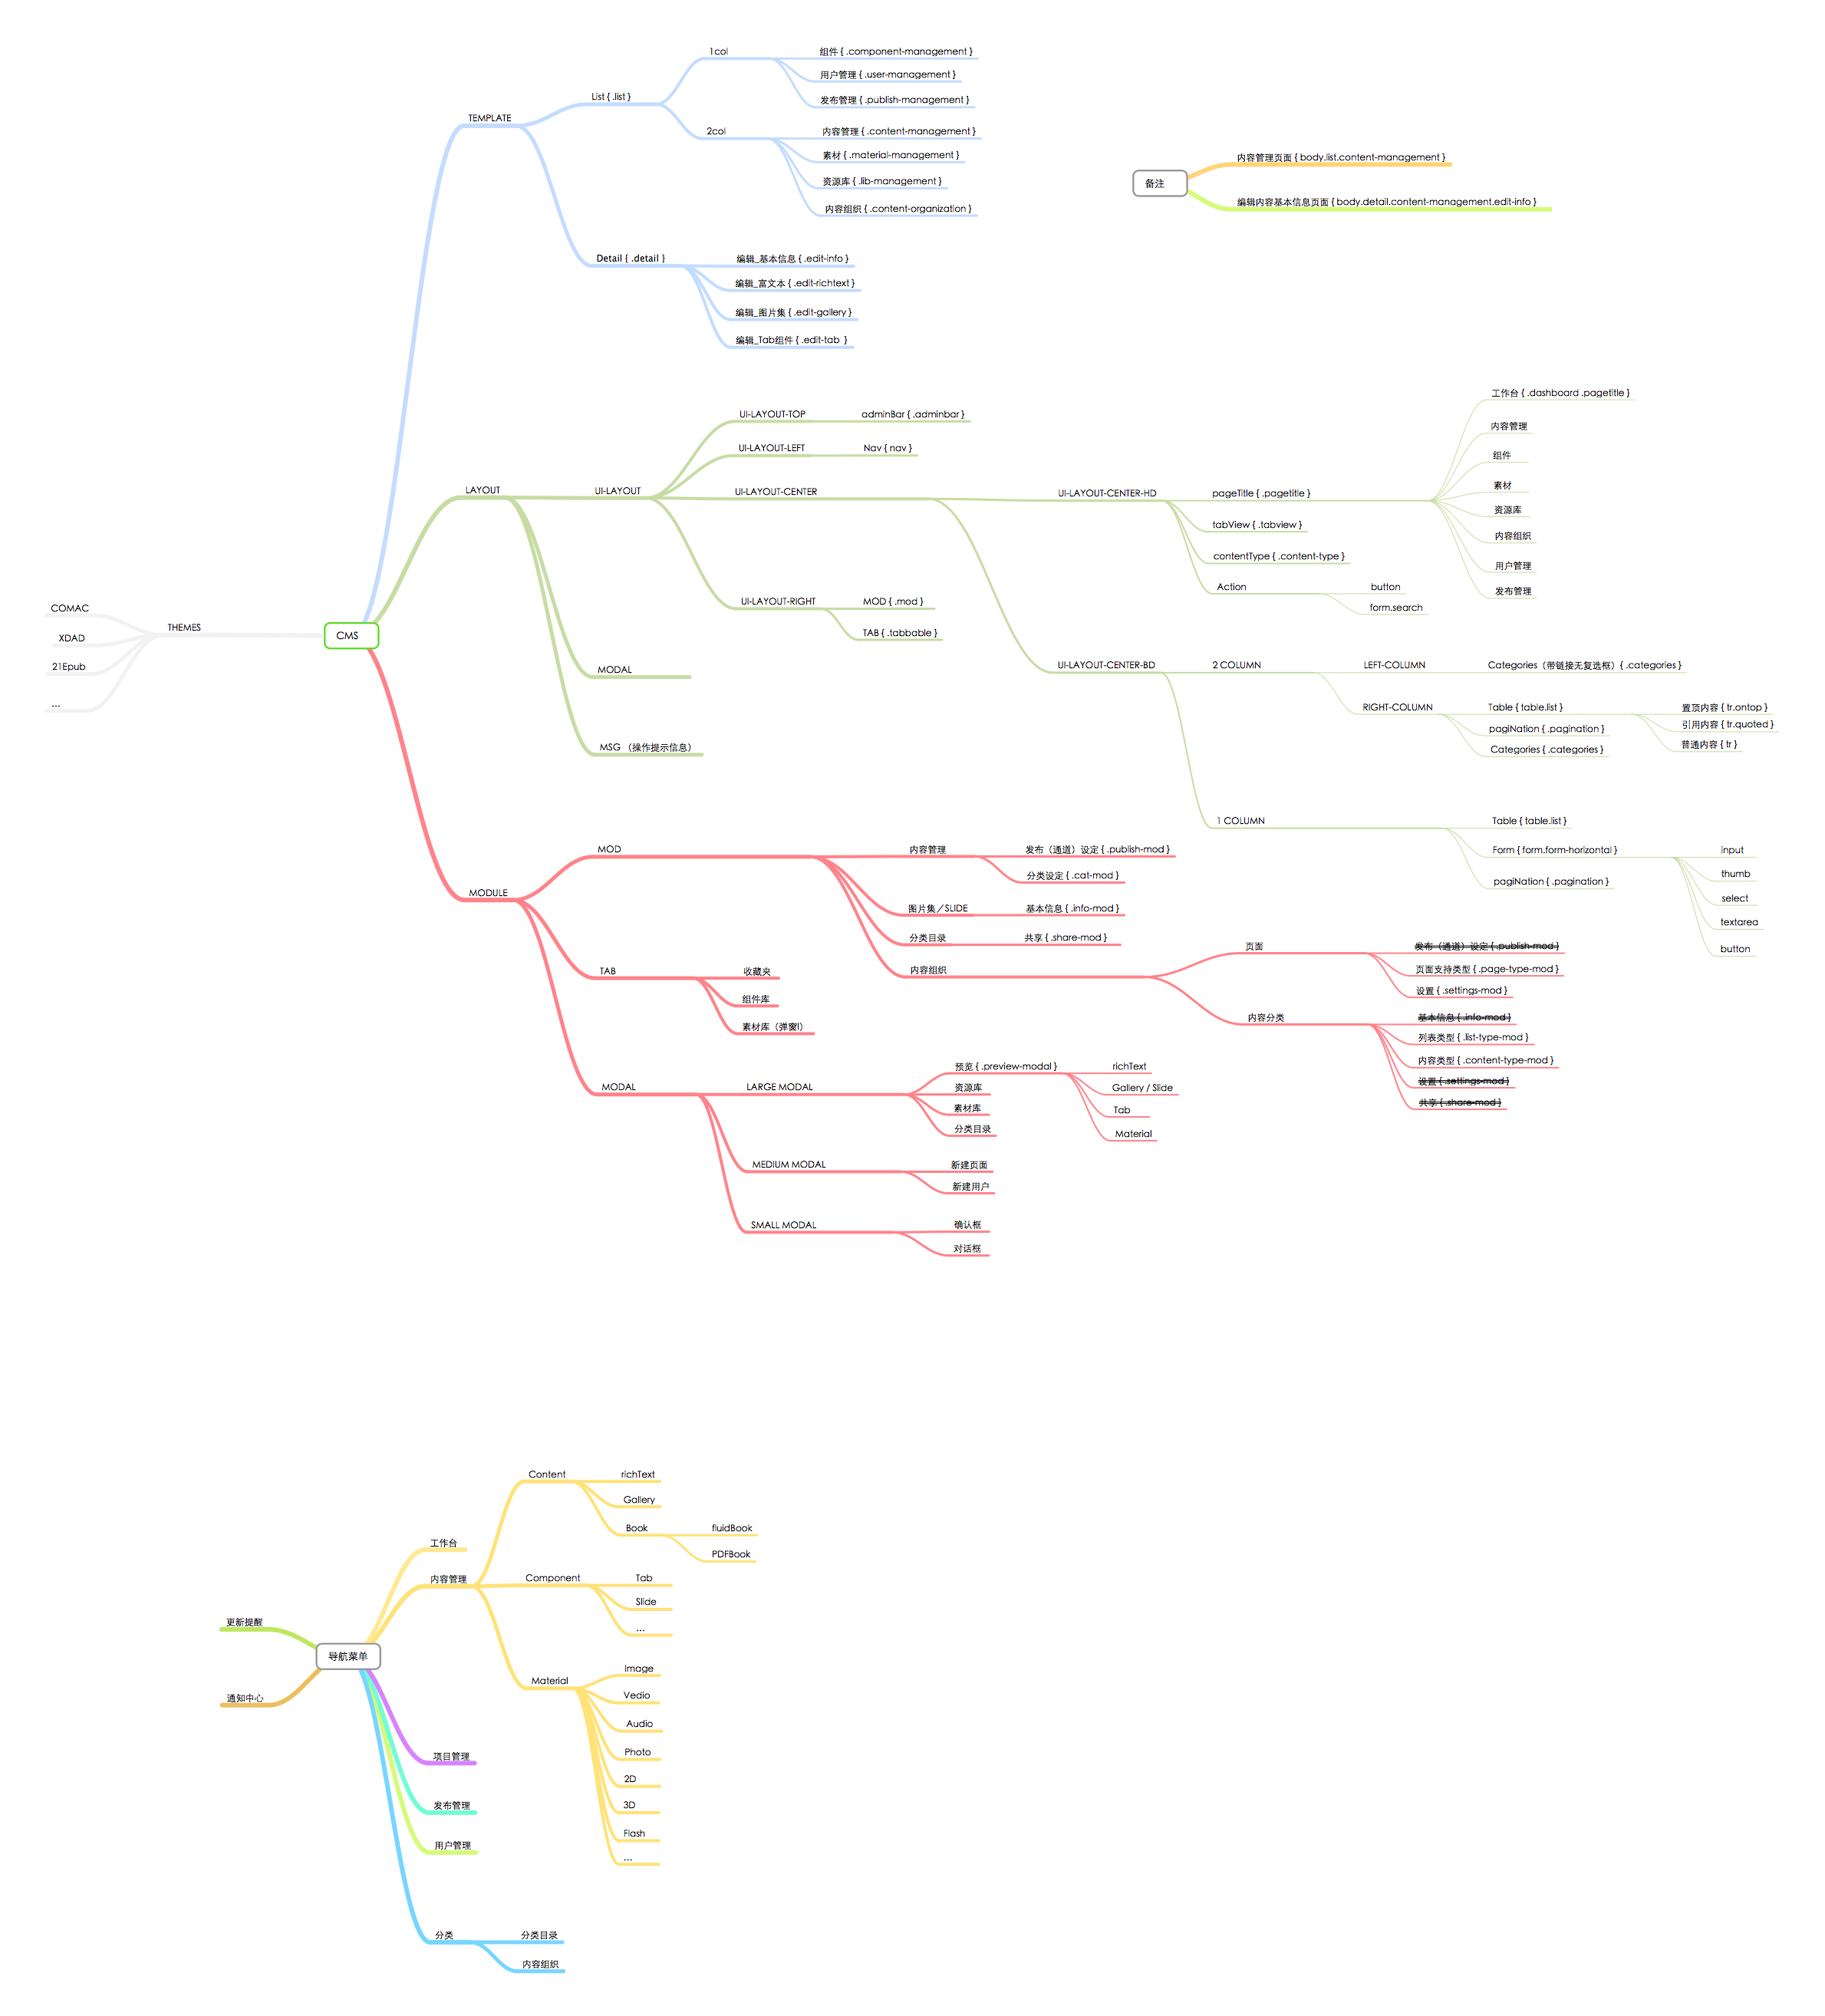 CMS
TEMPLATE
List { .list }
1col
组件 { .component-management }
用户管理 { .user-management }
发布管理 { .publish-management }
2col
内容管理 { .content-management }
素材 { .material-management }
资源库 { .lib-management }
内容组织 { .content-organization }
Detail { .detail }
编辑_基本信息 { .edit-info }
编辑_富文本 { .edit-richtext }
编辑_图片集 { .edit-gallery }
编辑_Tab组件 { .edit-tab }
备注
内容管理页面 { body.list.content-management }
编辑内容基本信息页面 { body.detail.content-management.edit-info }
LAYOUT
UI-LAYOUT
UI-LAYOUT-TOP
adminBar { .adminbar }
UI-LAYOUT-LEFT
Nav { nav }
UI-LAYOUT-CENTER
UI-LAYOUT-CENTER-HD
pageTitle { .pagetitle }
工作台 { .dashboard .pagetitle }
内容管理
组件
素材
资源库
内容组织
用户管理
发布管理
tabView { .tabview }
contentType { .content-type }
Action
button
form.search
UI-LAYOUT-CENTER-BD
2 COLUMN
LEFT-COLUMN
Categories（带链接无复选框）{ .categories }
RIGHT-COLUMN
Table { table.list }
置顶内容 { tr.ontop }
引用内容 { tr.quoted }
普通内容 { tr }
pagiNation { .pagination }
Categories { .categories }
1 COLUMN
Table { table.list }
Form { form.form-horizontal }
input
thumb
select
textarea
button
pagiNation { .pagination }
UI-LAYOUT-RIGHT
MOD { .mod }
TAB { .tabbable }
MODAL
MSG （操作提示信息）
THEMES
COMAC
XDAD
21Epub
...
MODULE
MOD
内容管理
发布（通道）设定 { .publish-mod }
分类设定 { .cat-mod }
图片集／SLIDE
基本信息 { .info-mod }
分类目录
共享 { .share-mod }
内容组织
页面
发布（通道）设定 { .publish-mod }
页面支持类型 { .page-type-mod }
设置 { .settings-mod }
内容分类
基本信息 { .info-mod }
列表类型 { .list-type-mod }
内容类型 { .content-type-mod }
设置 { .settings-mod }
共享 { .share-mod }
TAB
收藏夹
组件库
素材库（弹窗!）
MODAL
LARGE MODAL
预览 { .preview-modal }
richText
Gallery / Slide
Tab
Material
资源库
素材库
分类目录
MEDIUM MODAL
新建页面
新建用户
SMALL MODAL
确认框
对话框
导航菜单
工作台
内容管理
Content
richText
Gallery
Book
fluidBook
PDFBook
Component
Tab
Slide
...
Material
Image
Vedio
Audio
Photo
2D
3D
Flash
...
更新提醒
通知中心
项目管理
发布管理
用户管理
分类
分类目录
内容组织